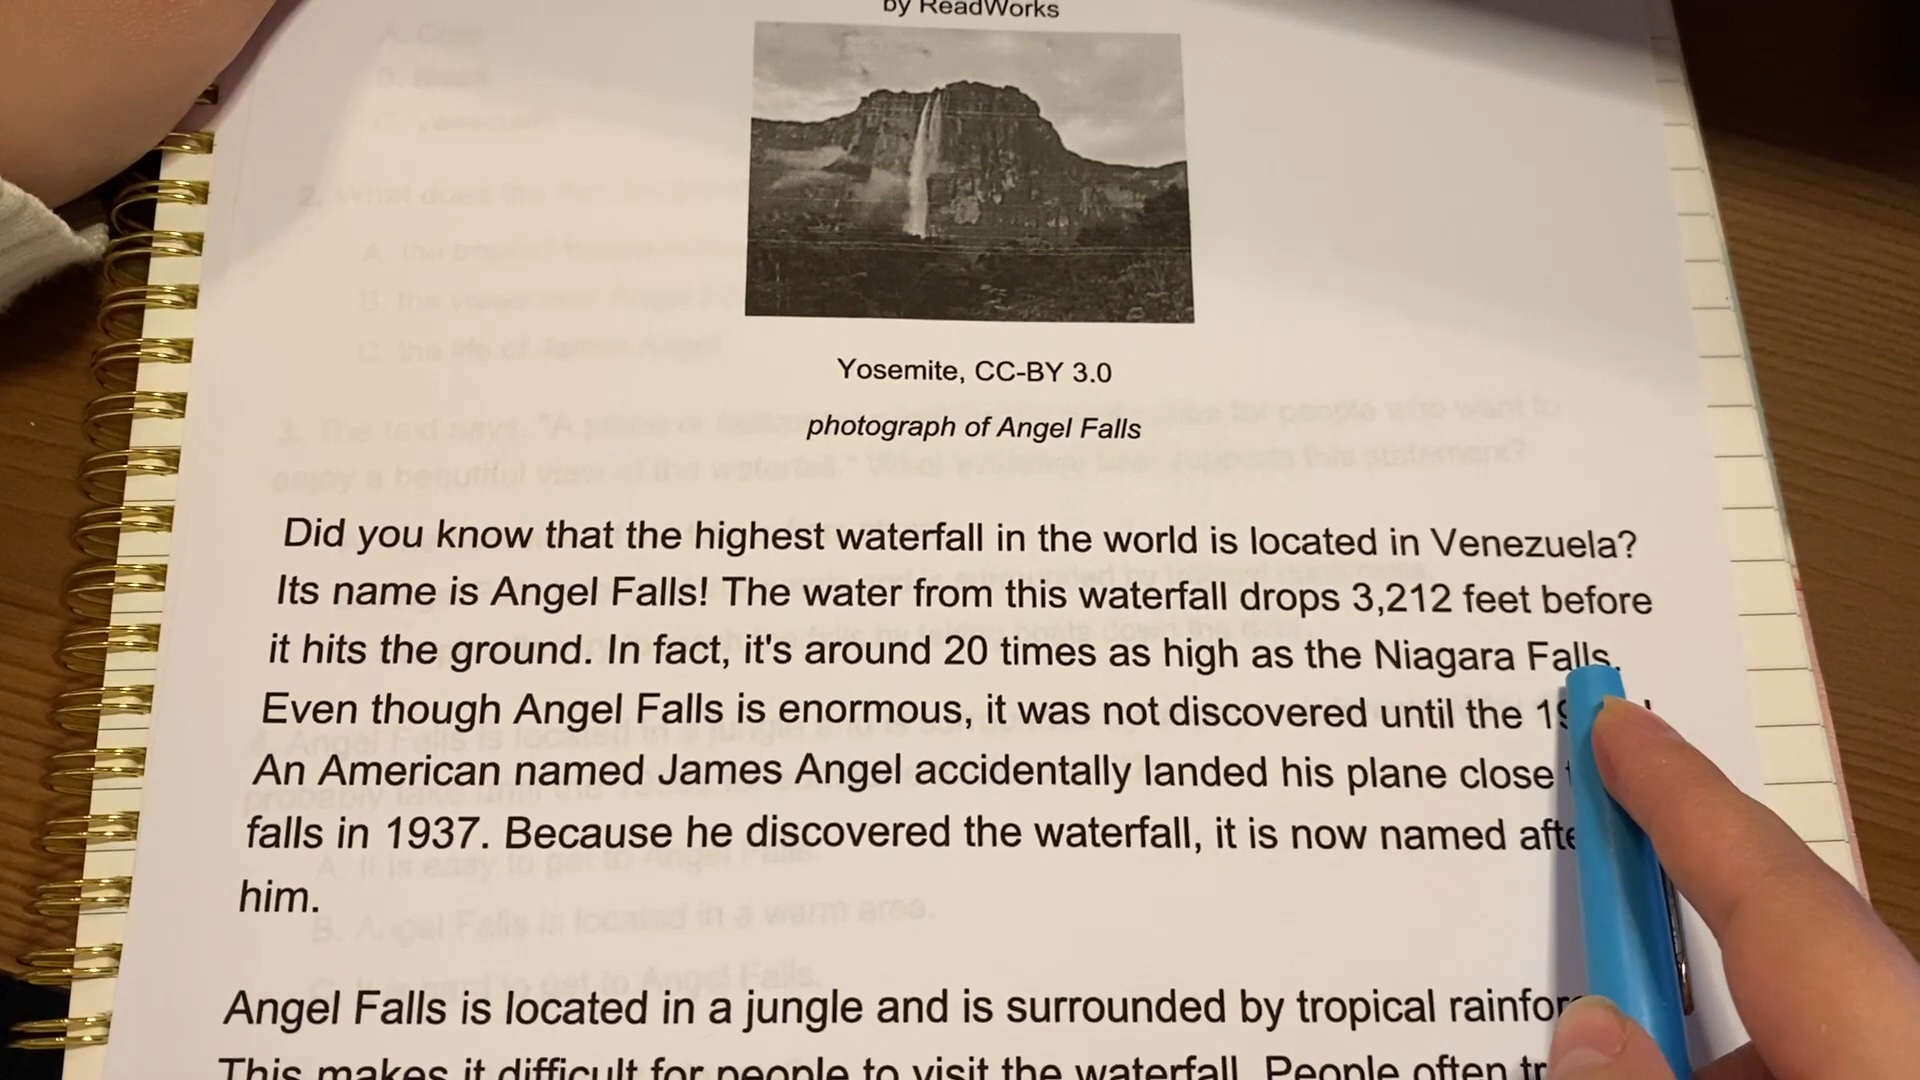 by ReadWorks
Yosemite, CC-BY 3.0
photograph of Angel Falls
Did you know that the highest waterfall in the world is located in Venezuela?
Its name is Angel Falls! The water from this waterfall drops 3,212 feet before
it hits the ground. In fact, it's around 20 times as high as the Niagara Falls.
Even though Angel Falls is enormous, it was not discovered until the
An American named James Angel accidentally landed his plane close
falls in 1937. Because he discovered the waterfall, it is now named
him.
Angel Falls is located in a jungle and is surrounded by tropical
This makes it difficult for people to visit the waterfall. People often